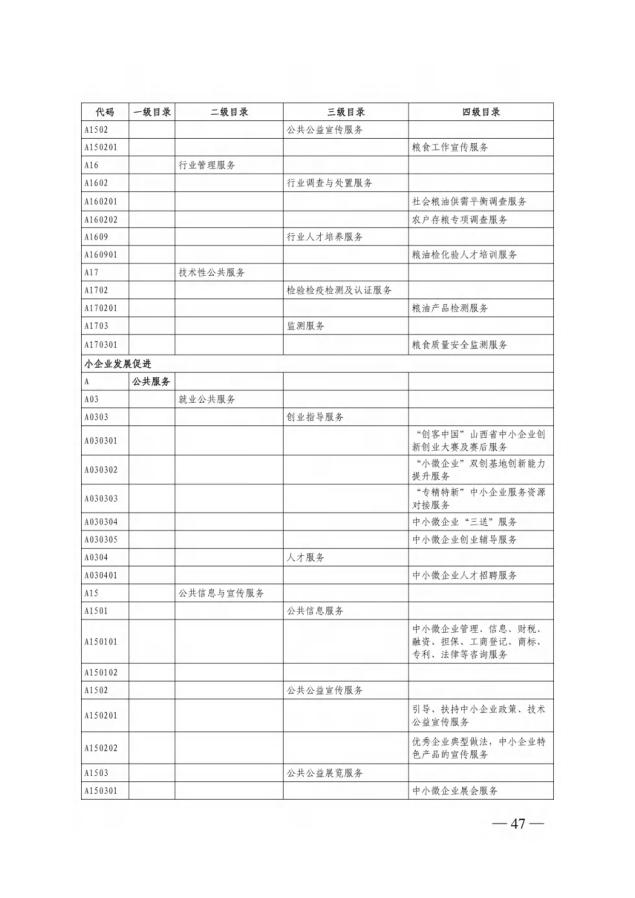 代码 一级目录 二级目录 三级目录 四级目录
A1502 公共公益宣传服务
A150201 粮食工作宣传服务
A16 行业管理服务
A1602 行业调查与处置服务
A160201 社会粮油供需平衡调查服务
A160202 农户存粮专项调查服务
A1609 行业人才培养服务
A160901 粮油检化验人才培训服务
A17 技术性公共服务
A1702 检验检疫检测及认证服务
A170201 粮油产品检测服务
A1703 监测服务
A170301 粮食质量安全监测服务
小企业发展促进
A 公共服务
A03 就业公共服务
A0303 创业指导服务
A030301 “创客中国”山西省中小企业创
新创业大赛及赛后服务
A030302 “小微企业”双创基地创新能力
提升服务
A030303 “专精特新”中小企业服务资源
对接服务
A030304 中小微企业“三送”服务
A030305 中小微企业创业辅导服务
A0304 人才服务
A030401 中小微企业人才招聘服务
A15 公共信息与宣传服务
A1501 公共信息服务
A150101 中小微企业管理、信息、财税、
融资、担保、工商登记、商标、
专利、法律等咨询服务
A150102
A1502 公共公益宣传服务
A150201 引导、扶持中小企业政策、技术
公益宣传服务
A150202 优秀企业典型做法，中小企业特
色产品的宣传服务
A1503 公共公益展览服务
A150301 中小微企业展会服务
— 47 —